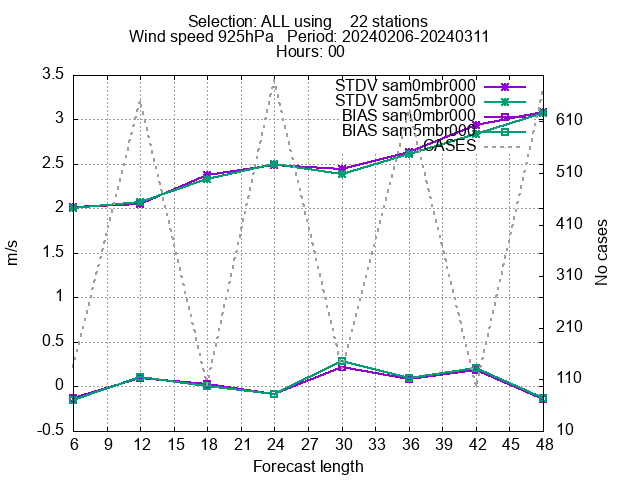 Selection: ALL using    22 stations
Wind speed 925hPa   Period: 20240206-20240311
Hours: 00
STDV sam0mbr000
STDV sam5mbr000
BIAS sam0mbr000
BIAS sam5mbr000
CASES
3.5
3
2.5
2
1.5
1
0.5
0
-0.5
m/s
610
510
410
310
210
110
10
No cases
6 9 12 15 18 21 24 27 30 33 36 39 42 45 48
Forecast length